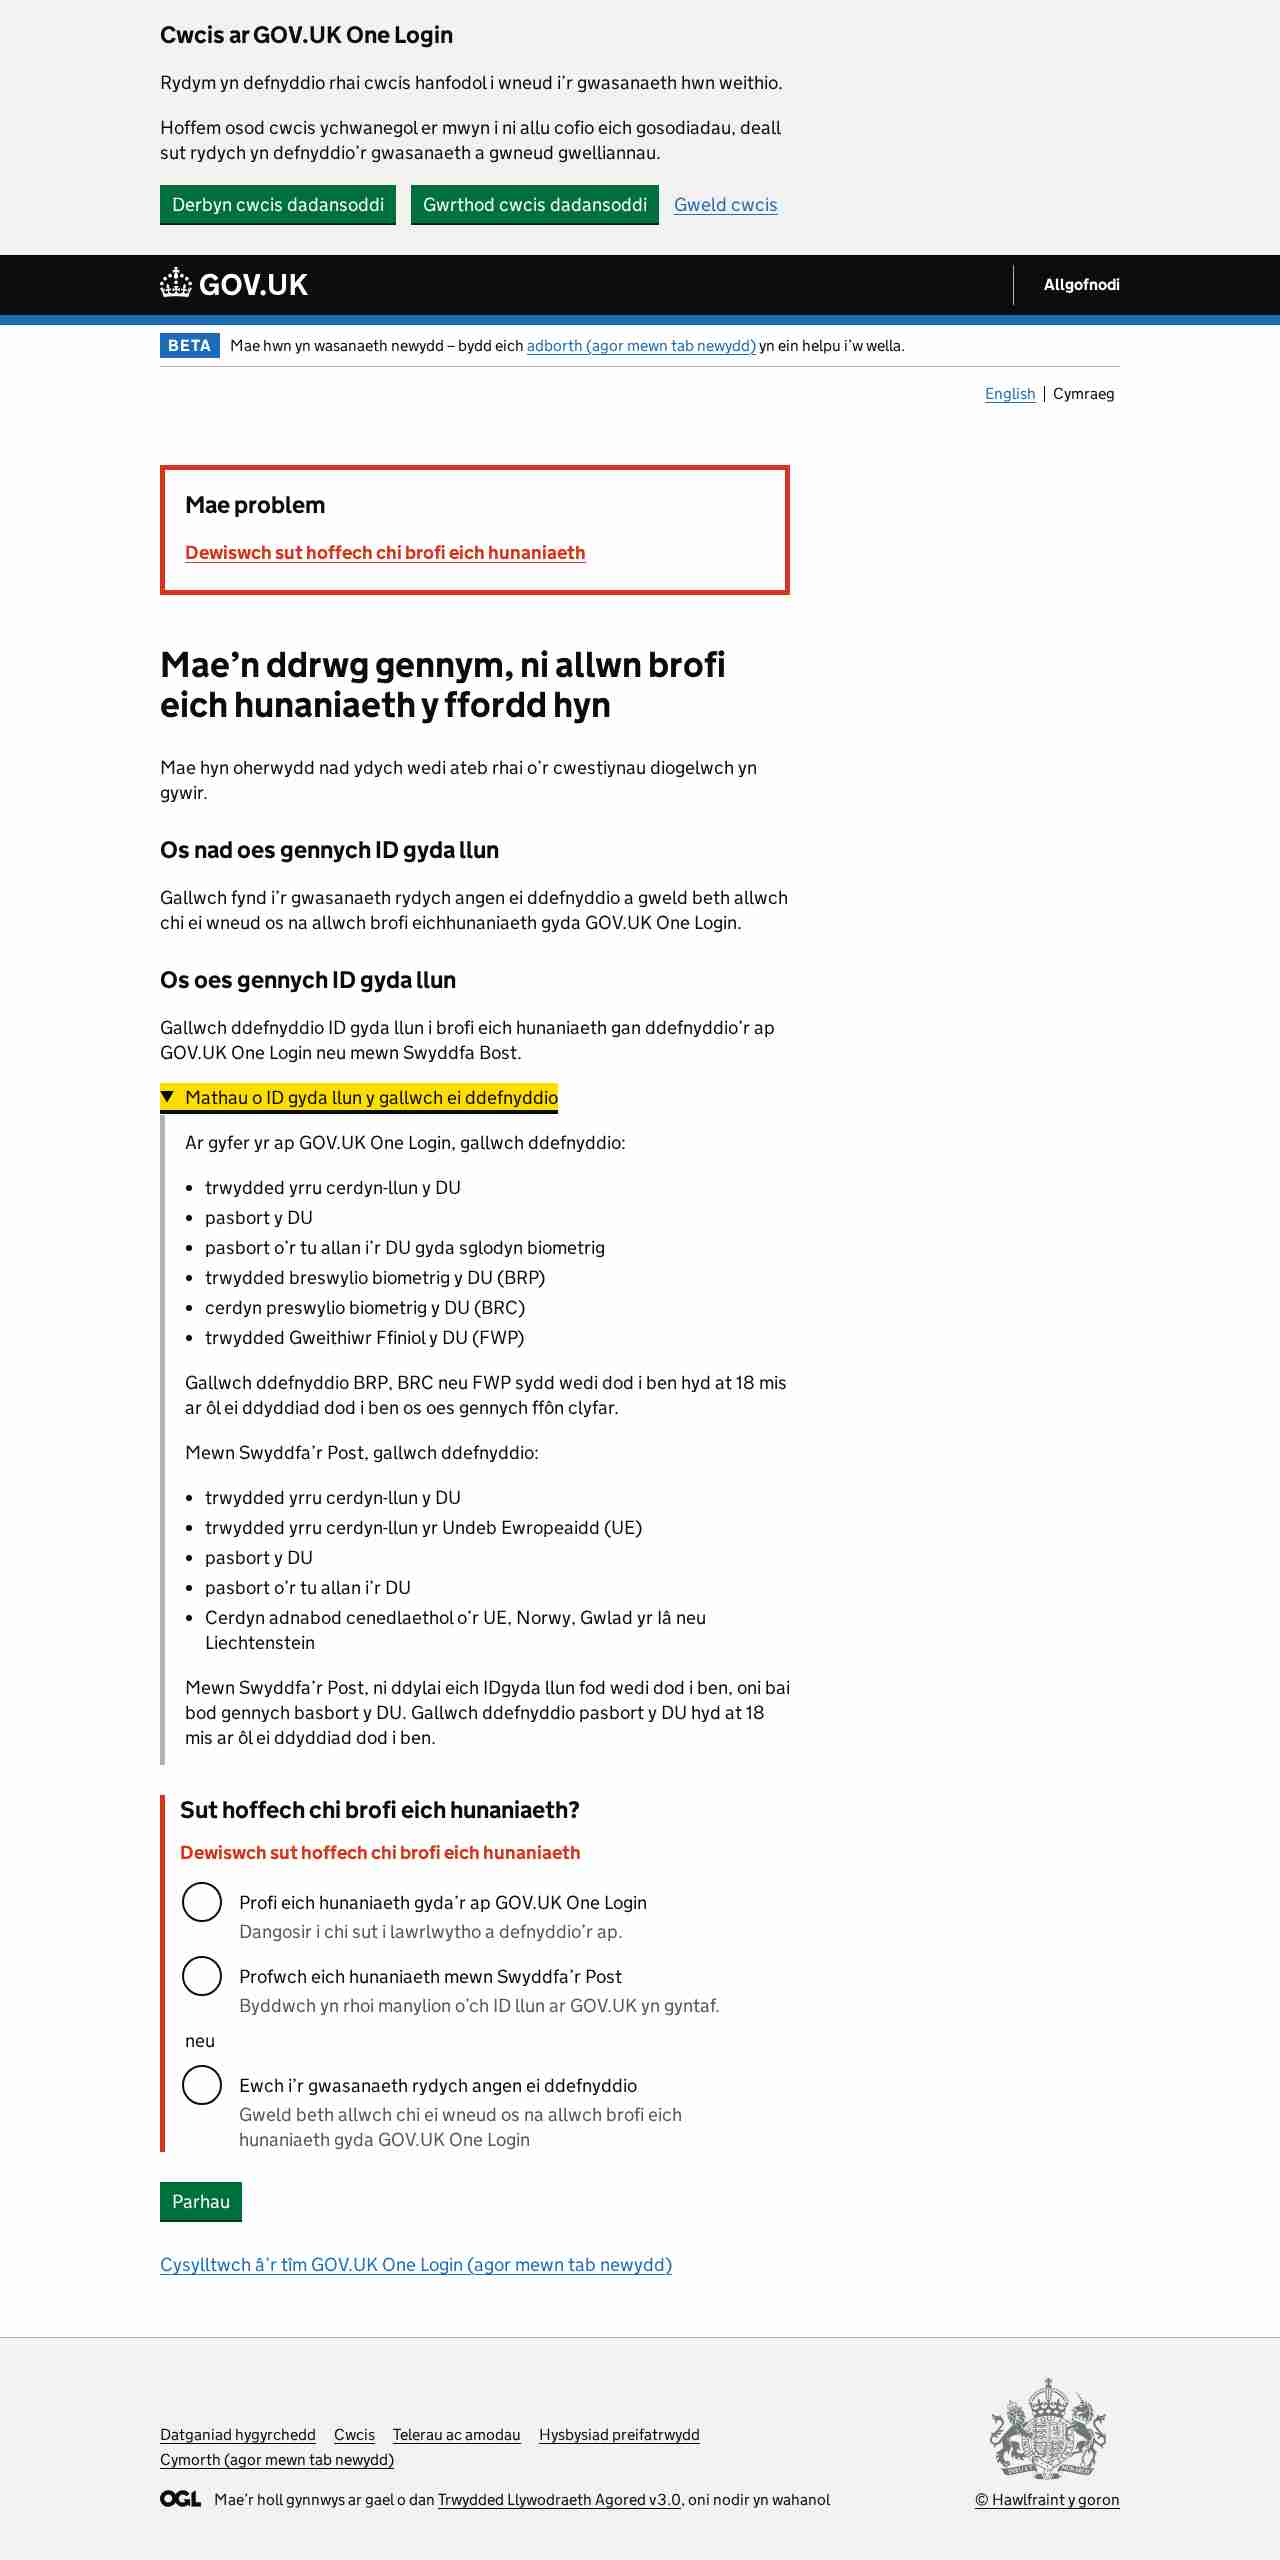 Cwcis ar GOV.UK One Login
Rydym yn defnyddio rhai cwcis hanfodol i wneud i’r gwasanaeth hwn weithio.
Hoffem osod cwcis ychwanegol er mwyn i ni allu cofio eich gosodiadau, deall
sut rydych yn defnyddio’r gwasanaeth a gwneud gwelliannau.
Derbyn cwcis dadansoddi Gwrthod cwcis dadansoddi Gweld cwcis
GOV.UK Allgofnodi
BETA Mae hwn yn wasanaeth newydd – bydd eich adborth (agor mewn tab newydd) yn ein helpu i’w wella.
English Cymraeg
Mae problem
Dewiswch sut hoffech chi brofi eich hunaniaeth
Mae’n ddrwg gennym, ni allwn brofi
eich hunaniaeth y ffordd hyn
Mae hyn oherwydd nad ydych wedi ateb rhai o’r cwestiynau diogelwch yn
gywir.
Os nad oes gennych ID gyda llun
Gallwch fynd i’r gwasanaeth rydych angen ei ddefnyddio a gweld beth allwch
chi ei wneud os na allwch brofi eichhunaniaeth gyda GOV.UK One Login.
Os oes gennych ID gyda llun
Gallwch ddefnyddio ID gyda llun i brofi eich hunaniaeth gan ddefnyddio’r ap
GOV.UK One Login neu mewn Swyddfa Bost.
Mathau o ID gyda llun y gallwch ei ddefnyddio
Ar gyfer yr ap GOV.UK One Login, gallwch ddefnyddio:
• trwydded yrru cerdyn-llun y DU
• pasbort y DU
• pasbort o’r tu allan i’r DU gyda sglodyn biometrig
• trwydded breswylio biometrig y DU (BRP)
• cerdyn preswylio biometrig y DU (BRC)
• trwydded Gweithiwr Ffiniol y DU (FWP)
Gallwch ddefnyddio BRP, BRC neu FWP sydd wedi dod i ben hyd at 18 mis
ar ôl ei ddyddiad dod i ben os oes gennych ffôn clyfar.
Mewn Swyddfa’r Post, gallwch ddefnyddio:
• trwydded yrru cerdyn-llun y DU
• trwydded yrru cerdyn-llun yr Undeb Ewropeaidd (UE)
• pasbort y DU
• pasbort o’r tu allan i’r DU
• Cerdyn adnabod cenedlaethol o’r UE, Norwy, Gwlad yr Iâ neu
Liechtenstein
Mewn Swyddfa’r Post, ni ddylai eich IDgyda llun fod wedi dod i ben, oni bai
bod gennych basbort y DU. Gallwch ddefnyddio pasbort y DU hyd at 18
mis ar ôl ei ddyddiad dod i ben.
Sut hoffech chi brofi eich hunaniaeth?
Dewiswch sut hoffech chi brofi eich hunaniaeth
Profi eich hunaniaeth gyda’r ap GOV.UK One Login
Dangosir i chi sut i lawrlwytho a defnyddio’r ap.
Profwch eich hunaniaeth mewn Swyddfa’r Post
Byddwch yn rhoi manylion o’ch ID llun ar GOV.UK yn gyntaf.
neu
Ewch i’r gwasanaeth rydych angen ei ddefnyddio
Gweld beth allwch chi ei wneud os na allwch brofi eich
hunaniaeth gyda GOV.UK One Login
Parhau
Cysylltwch â’r tîm GOV.UK One Login (agor mewn tab newydd)
Datganiad hygyrchedd Cwcis Telerau ac amodau Hysbysiad preifatrwydd
Cymorth (agor mewn tab newydd)
OGL Mae’r holl gynnwys ar gael o dan Trwydded Llywodraeth Agored v3.0, oni nodir yn wahanol
© Hawlfraint y goron